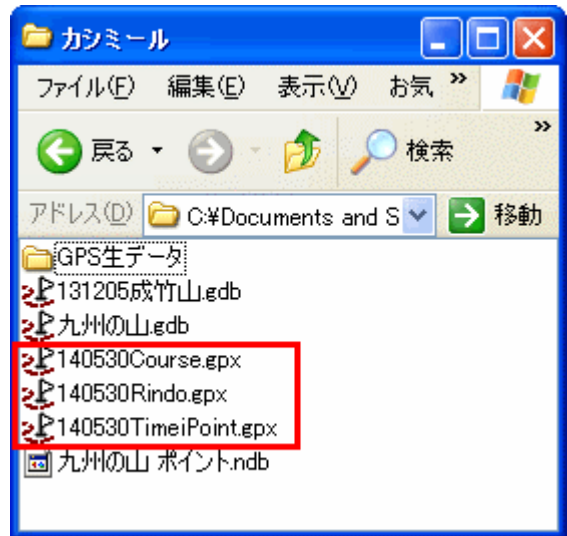 カシミール
ファイル(F) 編集(E) 表示(V) お気 »
戻る 検索 »
アドレス(D) C:¥Documents and S 移動
GPS生データ
131205成竹山.gdb
九州の山.gdb
140530Course.gpx
140530Rindo.gpx
140530TimeiPoint.gpx
九州の山 ポイント.ndb